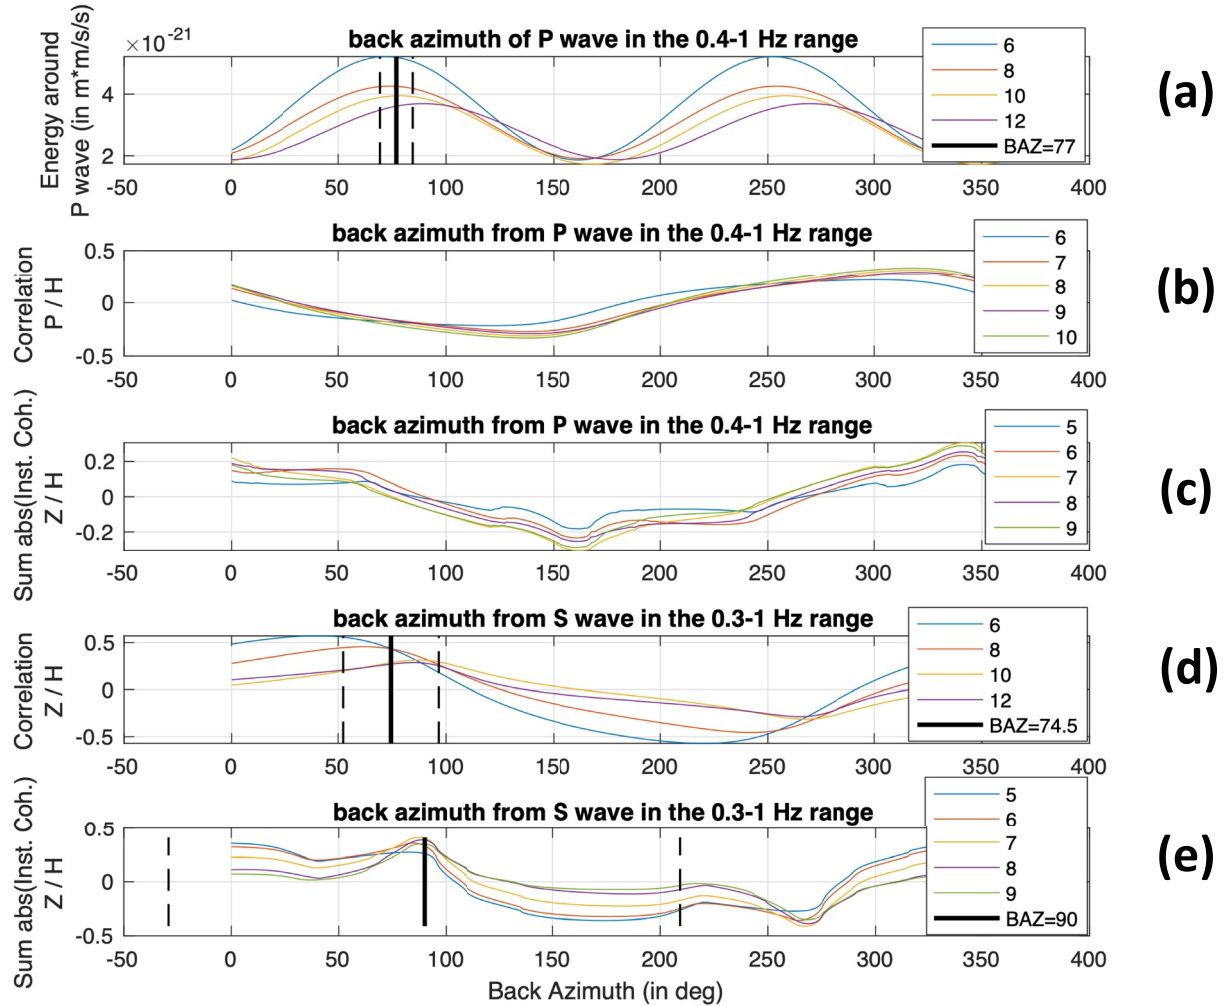 ×10-21
back azimuth of P wave in the 0.4-1 Hz range
Energy around
P wave (in m*m/s/s)
4
2
-50 0 50 100 150 200 250 300 350 400
6
8
10
12
BAZ=77
(a)
back azimuth from P wave in the 0.4-1 Hz range
Correlation
P / H
0.5
0
-0.5
-50 0 50 100 150 200 250 300 350 400
6
7
8
9
10
(b)
back azimuth from P wave in the 0.4-1 Hz range
Sum abs(Inst. Coh.)
Z / H
0.2
0
-0.2
-50 0 50 100 150 200 250 300 350 400
5
6
7
8
9
(c)
back azimuth from S wave in the 0.3-1 Hz range
Correlation
Z / H
0.5
0
-0.5
-50 0 50 100 150 200 250 300 350 400
6
8
10
12
BAZ=74.5
(d)
back azimuth from S wave in the 0.3-1 Hz range
Sum abs(Inst. Coh.)
Z / H
0.5
0
-0.5
-50 0 50 100 150 200 250 300 350 400
5
6
7
8
9
BAZ=90
(e)
Back Azimuth (in deg)